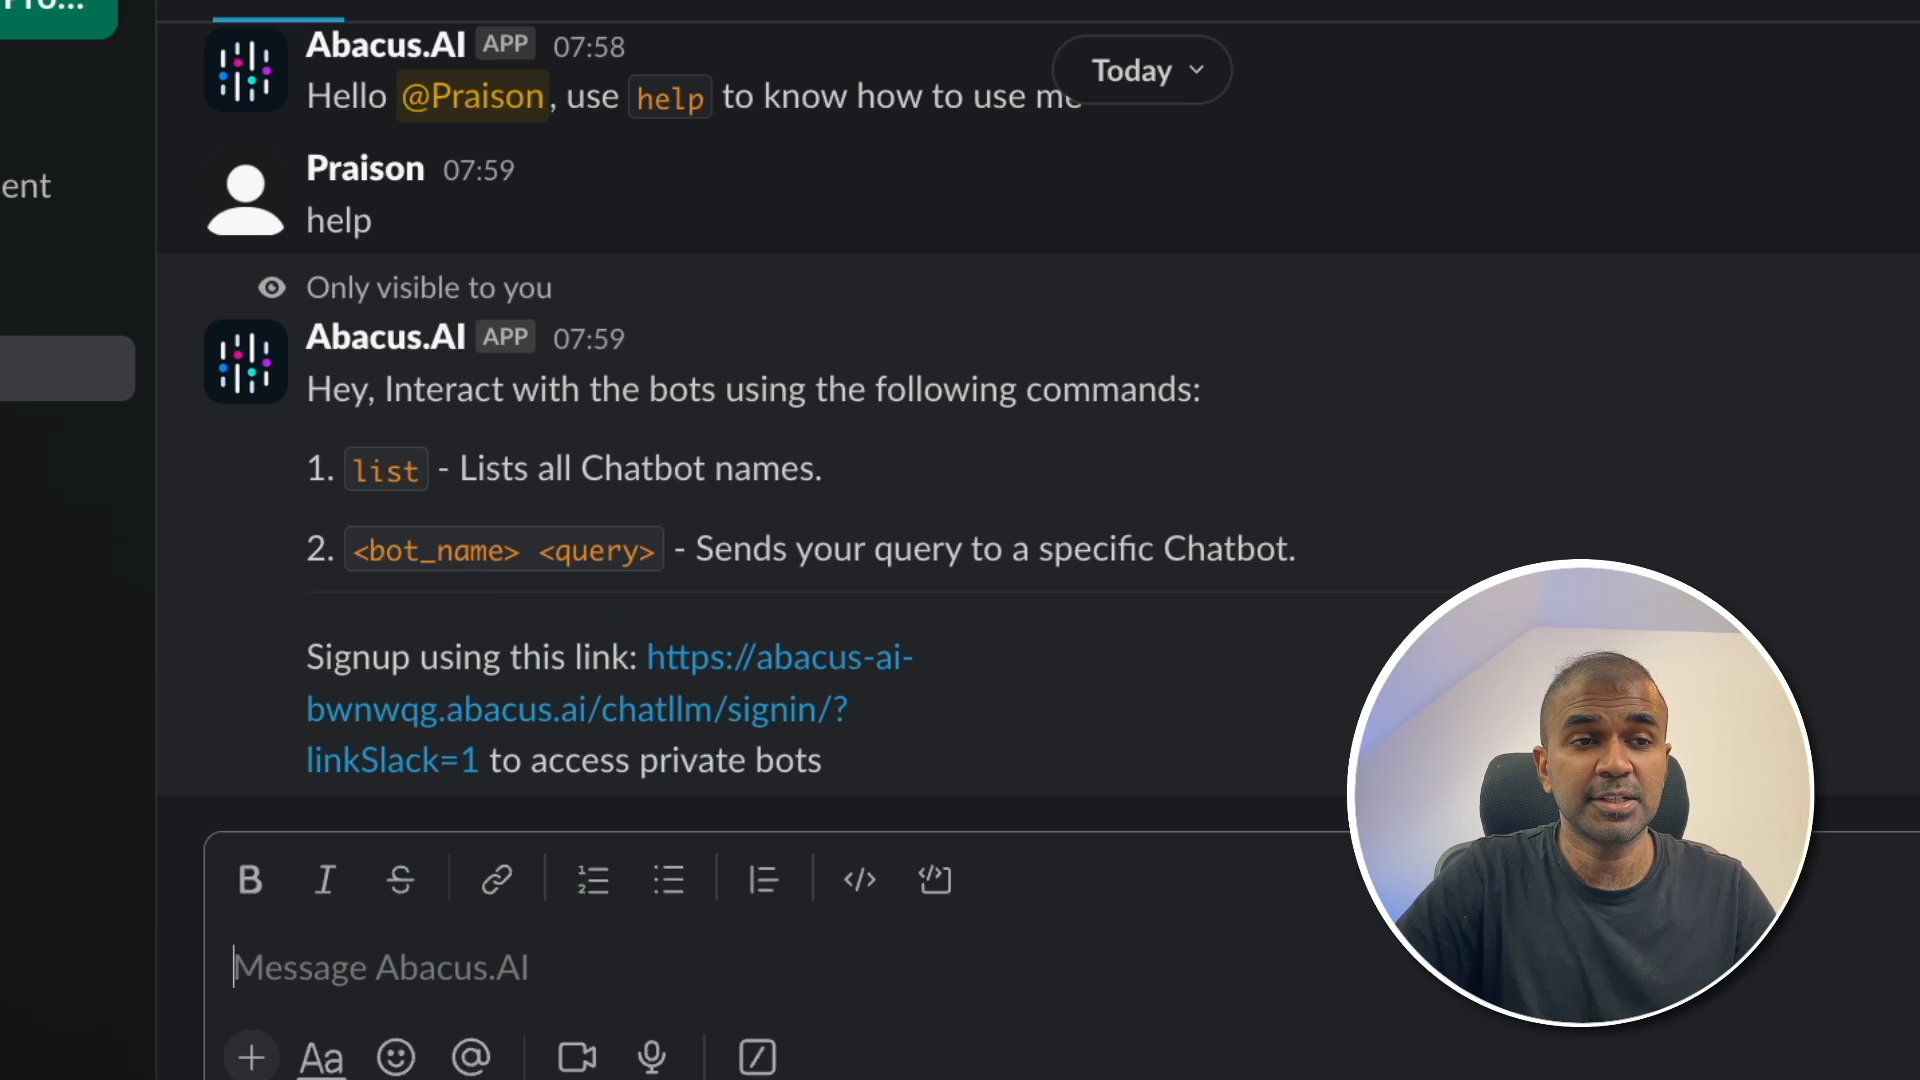 Abacus.AI APP 07:58
Today
Hello @Praison, use help to know how to use me
Praison 07:59
ent
help
Only visible to you
Abacus.AI APP 07:59
Hey, Interact with the bots using the following commands:
1. list - Lists all Chatbot names.
2. <bot_name> <query> - Sends your query to a specific Chatbot.
Signup using this link: https://abacus-ai-
bwnwqg.abacus.ai/chatllm/signin/?
linkSlack=1 to access private bots
B I S
Message Abacus.AI
Aa